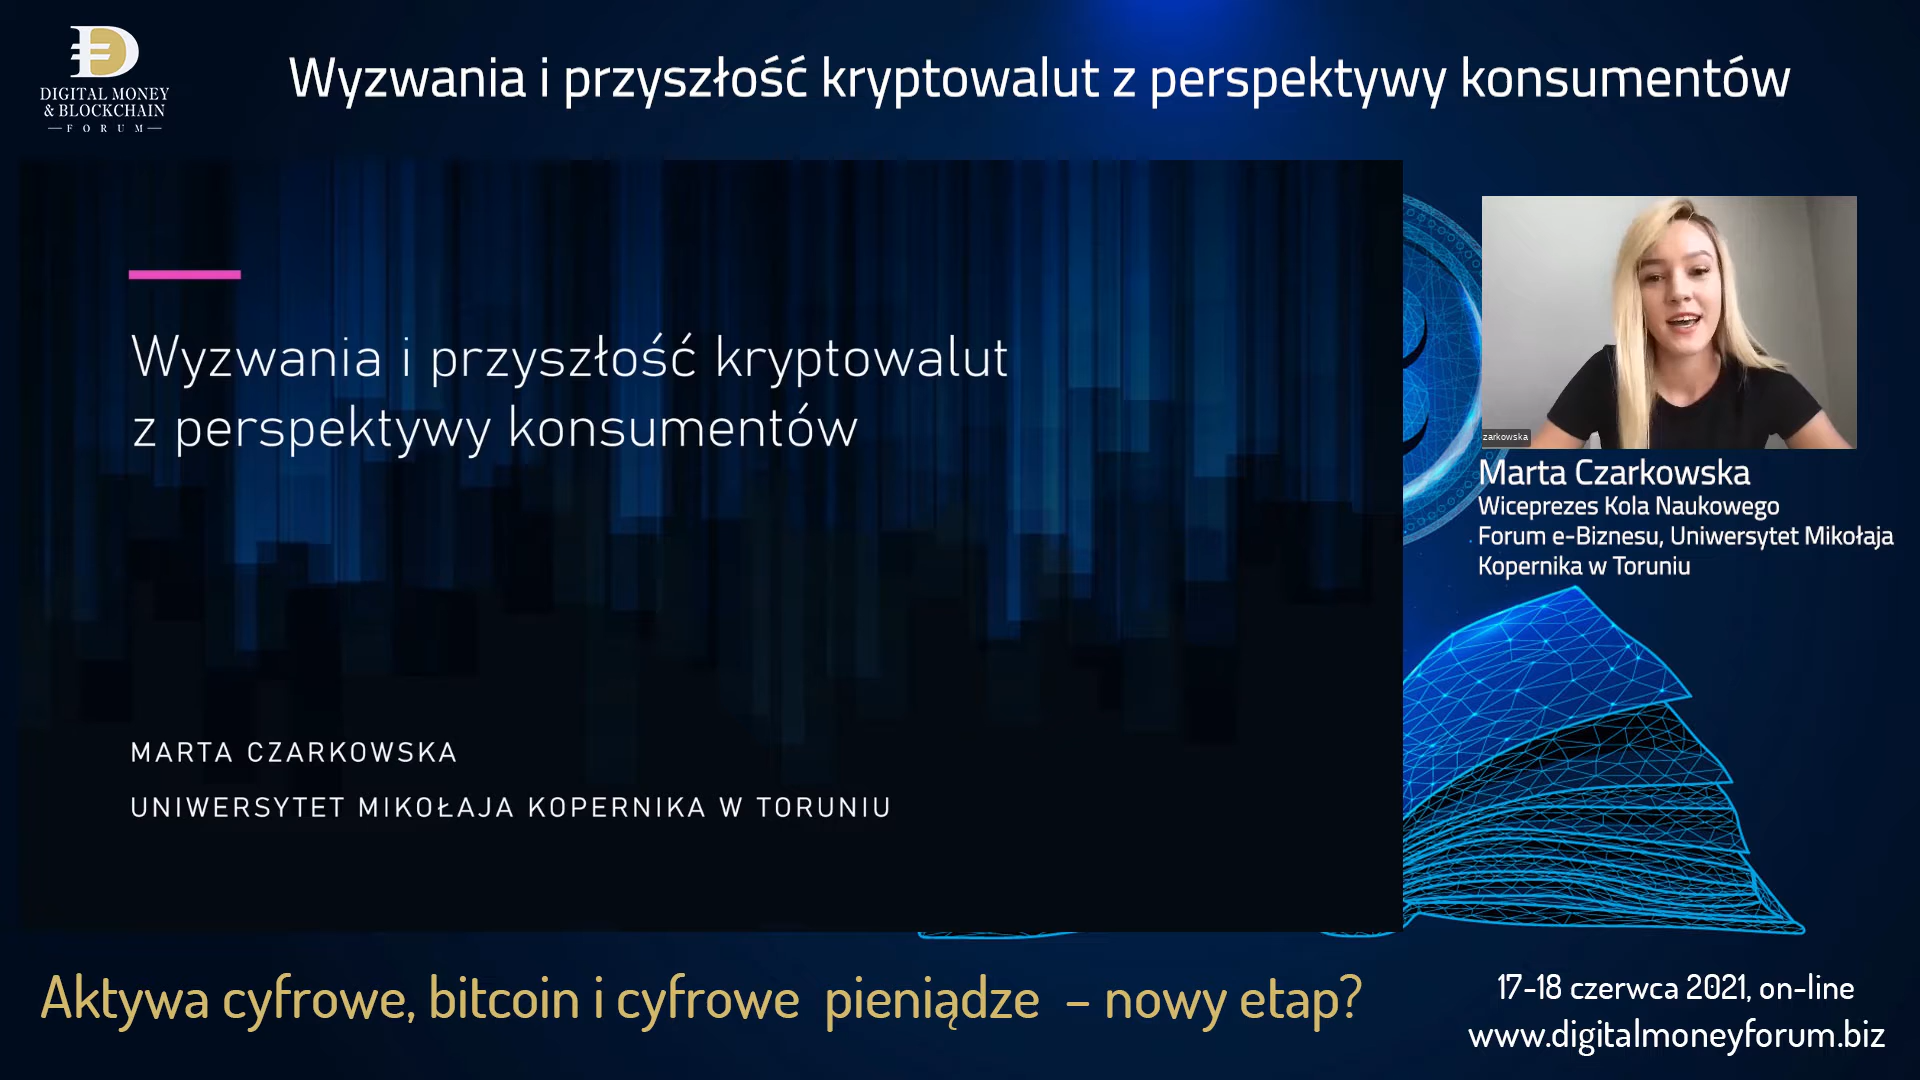 DIGITAL MONEY
& BLOCKCHAIN
FORUM
Wyzwania i przyszłość kryptowalut z perspektywy konsumentów
Wyzwania i przyszłość kryptowalut
z perspektywy konsumentów
MARTA CZARKOWSKA
UNIWERSYTET MIKOŁAJA KOPERNIKA W TORUNIU
zarkowska
Marta Czarkowska
Wiceprezes Kola Naukowego
Forum e-Biznesu, Uniwersytet Mikołaja
Kopernika w Toruniu
Aktywa cyfrowe, bitcoin i cyfrowe pieniądze – nowy etap?
17-18 czerwca 2021, on-line
www.digitalmoneyforum.biz